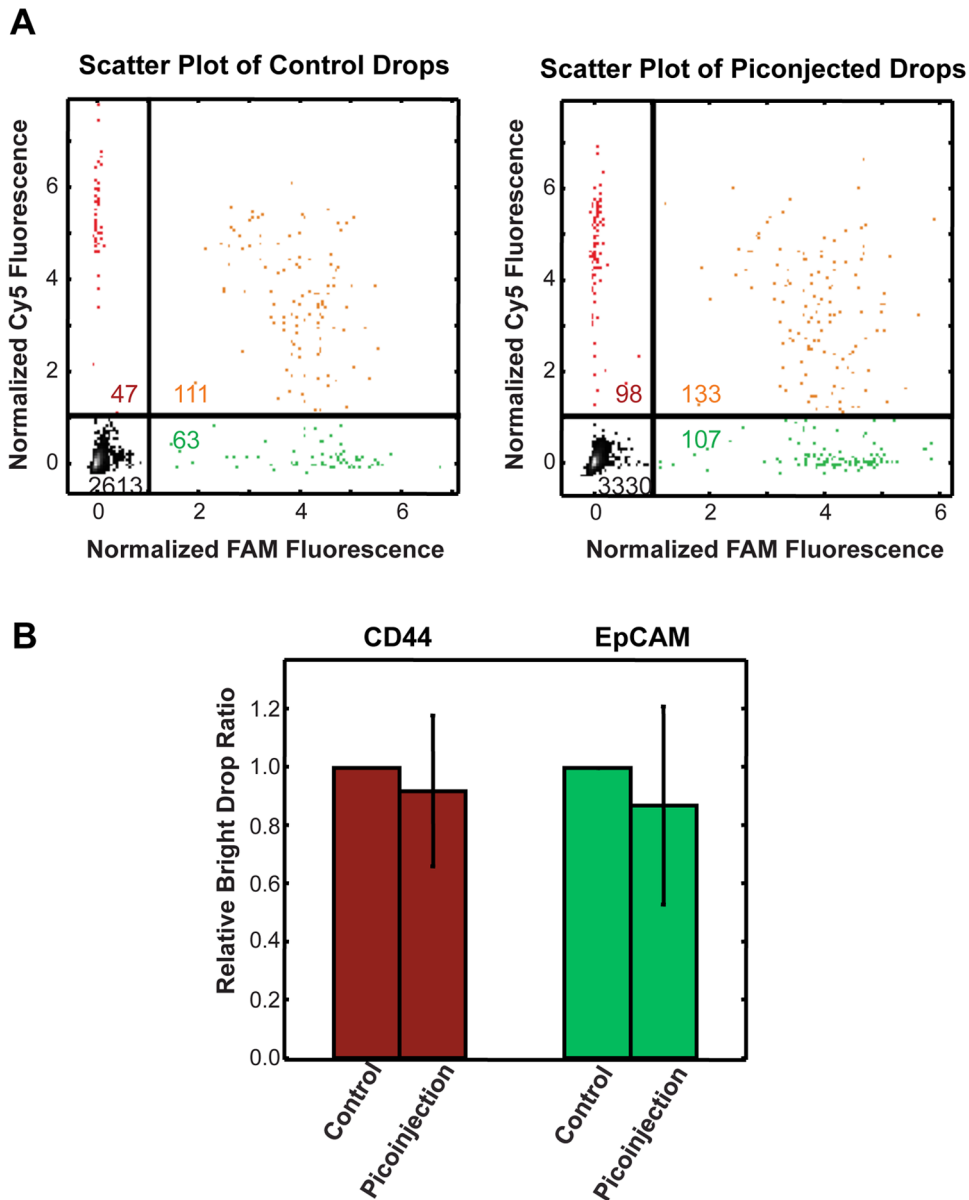 A
Scatter Plot of Control Drops
Normalized Cy5 Fluorescence
6
4
2
0
47
111
63
2613
0 2 4 6
Normalized FAM Fluorescence
Scatter Plot of Piconjected Drops
Normalized Cy5 Fluorescence
6
4
2
0
98
133
107
3330
0 2 4 6
Normalized FAM Fluorescence
B
CD44 EpCAM
Relative Bright Drop Ratio
1.2
1.0
0.8
0.6
0.4
0.2
0.0
Control
Picoinjection
Control
Picoinjection